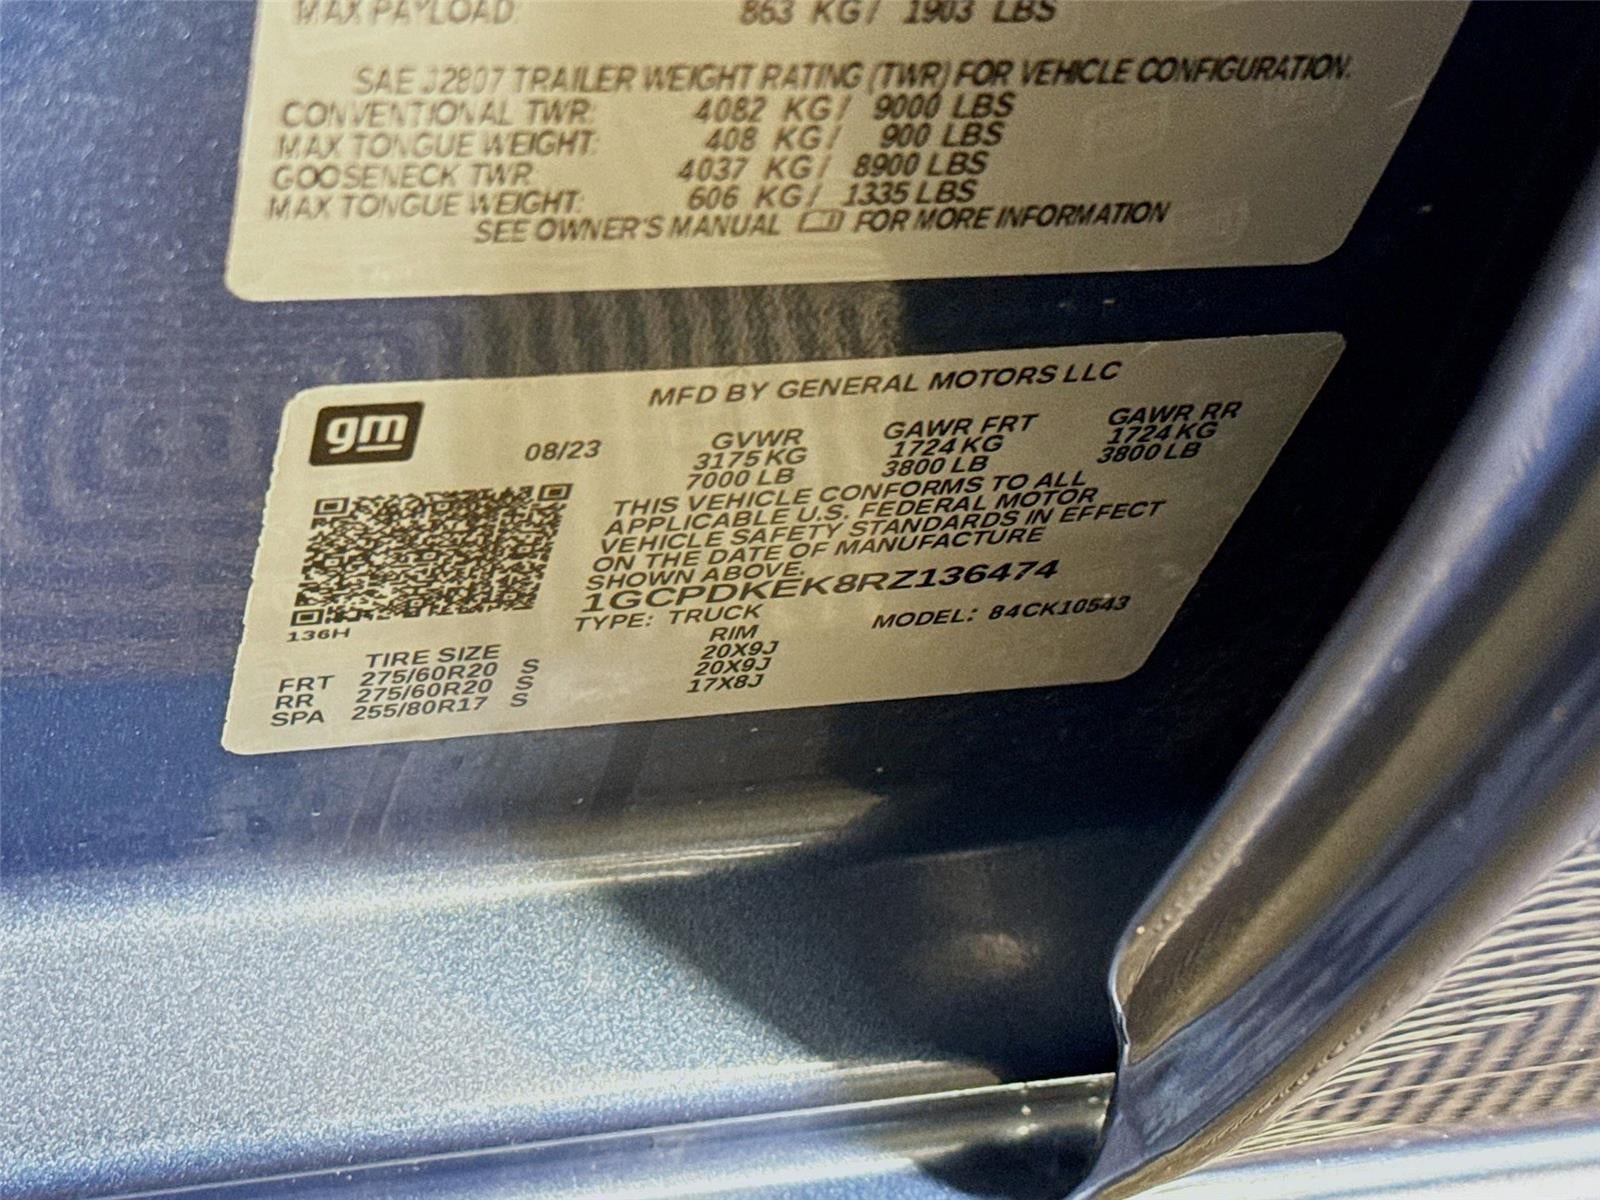 MAX PAYLOAD: 863 KG / 1903 LBS
SAE J2807 TRAILER WEIGHT RATING (TWR) FOR VEHICLE CONFIGURATION.
CONVENTIONAL TWR: 4082 KG / 9000 LBS
MAX TONGUE WEIGHT: 408 KG / 900 LBS
GOOSENECK TWR 4037 KG / 8900 LBS
MAX TONGUE WEIGHT: 606 KG / 1335 LBS
SEE OWNER'S MANUAL FOR MORE INFORMATION
MFD BY GENERAL MOTORS LLC
gm
08/23 GVWR GAWR FRT GAWR RR
3175 KG 1724 KG 1724 KG
7000 LB 3800 LB 3800 LB
THIS VEHICLE CONFORMS TO ALL
APPLICABLE U.S. FEDERAL MOTOR
VEHICLE SAFETY STANDARDS IN EFFECT
ON THE DATE OF MANUFACTURE
SHOWN ABOVE.
1GCPDKEK8RZ136474
136H
TYPE: TRUCK MODEL: 84CK10543
TIRE SIZE RIM
FRT 275/60R20 S 20X9J
RR 275/60R20 S 20X9J
SPA 255/80R17 S 17X8J